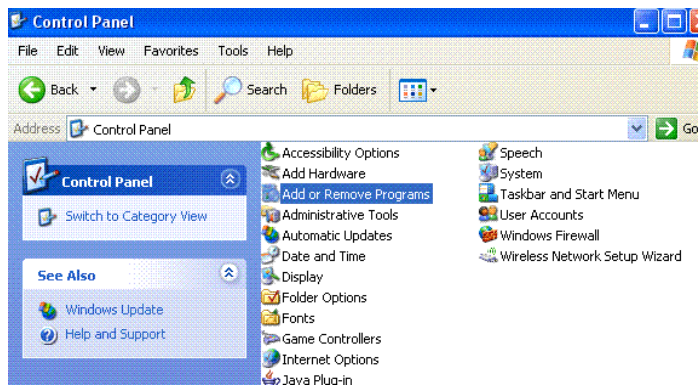 Control Panel
File Edit View Favorites Tools Help
Back Search Folders
Address Control Panel Go
Control Panel
Switch to Category View
See Also
Windows Update
Help and Support
Accessibility Options
Add Hardware
Add or Remove Programs
Administrative Tools
Automatic Updates
Date and Time
Display
Folder Options
Fonts
Game Controllers
Internet Options
Java Plug-in
Speech
System
Taskbar and Start Menu
User Accounts
Windows Firewall
Wireless Network Setup Wizard